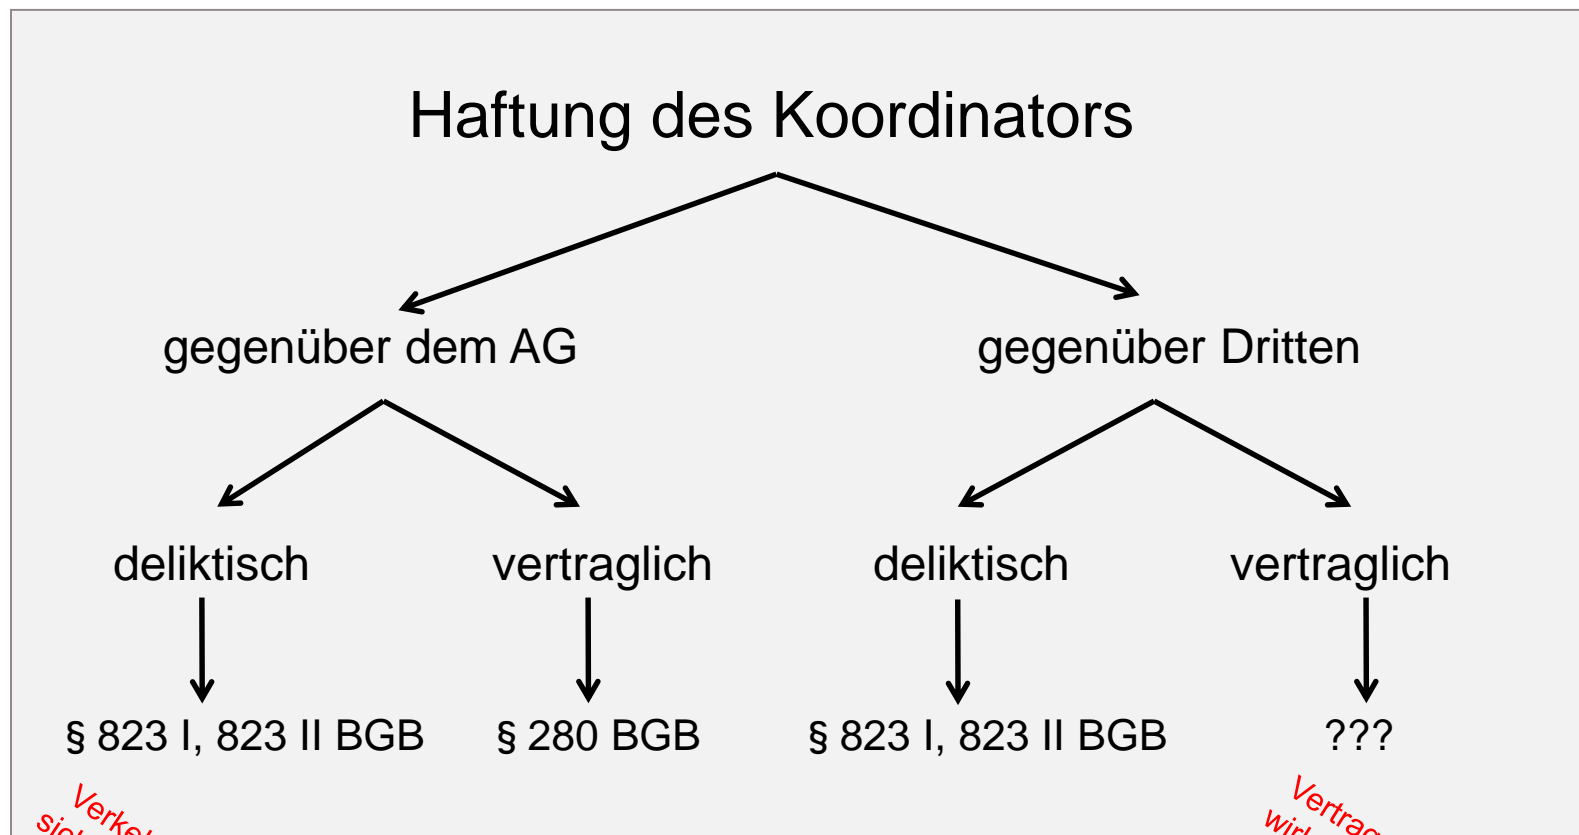 Haftung des Koordinators
gegenüber dem AG
gegenüber Dritten
deliktisch
vertraglich
deliktisch
vertraglich
§ 823 I, 823 II BGB
§ 280 BGB
§ 823 I, 823 II BGB
???